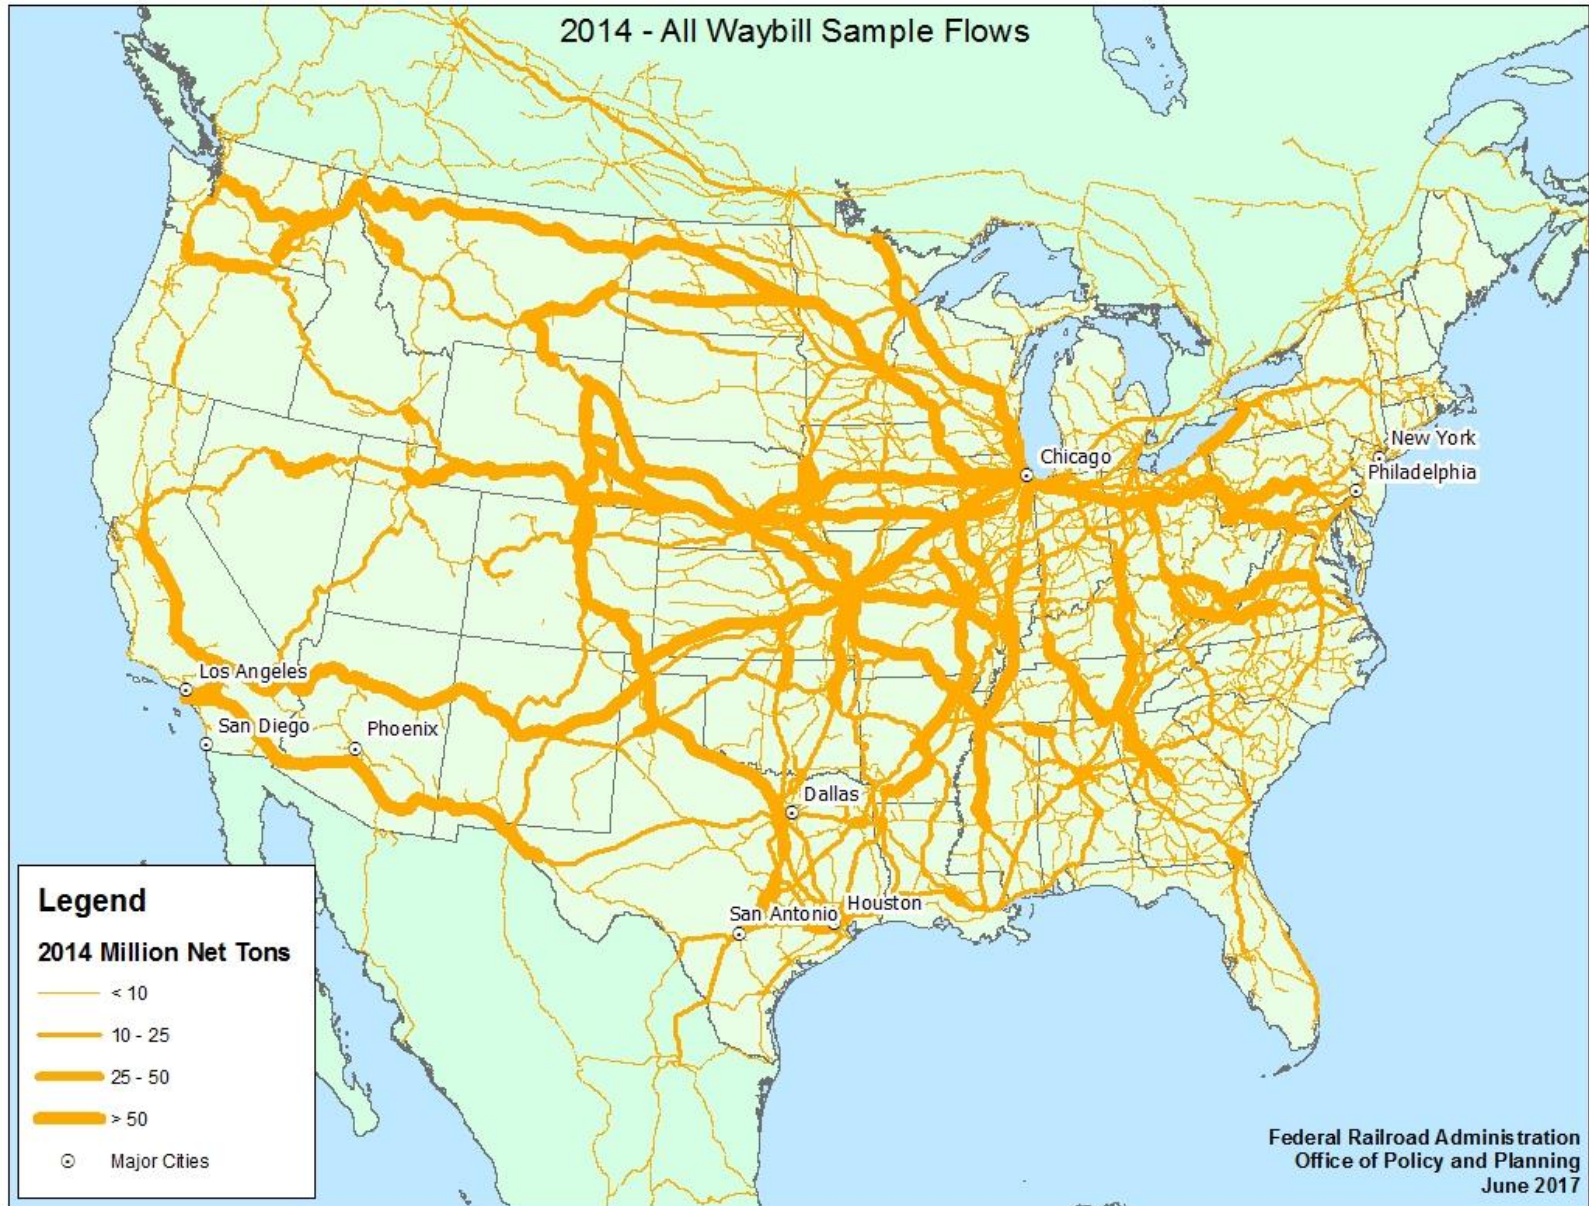 2014 - All Waybill Sample Flows
New York
Chicago
Philadelphia
Los Angeles
San Diego
Phoenix
Dallas
Houston
San Antonio
Legend
2014 Million Net Tons
< 10
10 - 25
25 - 50
> 50
Major Cities
Federal Railroad Administration
Office of Policy and Planning
June 2017